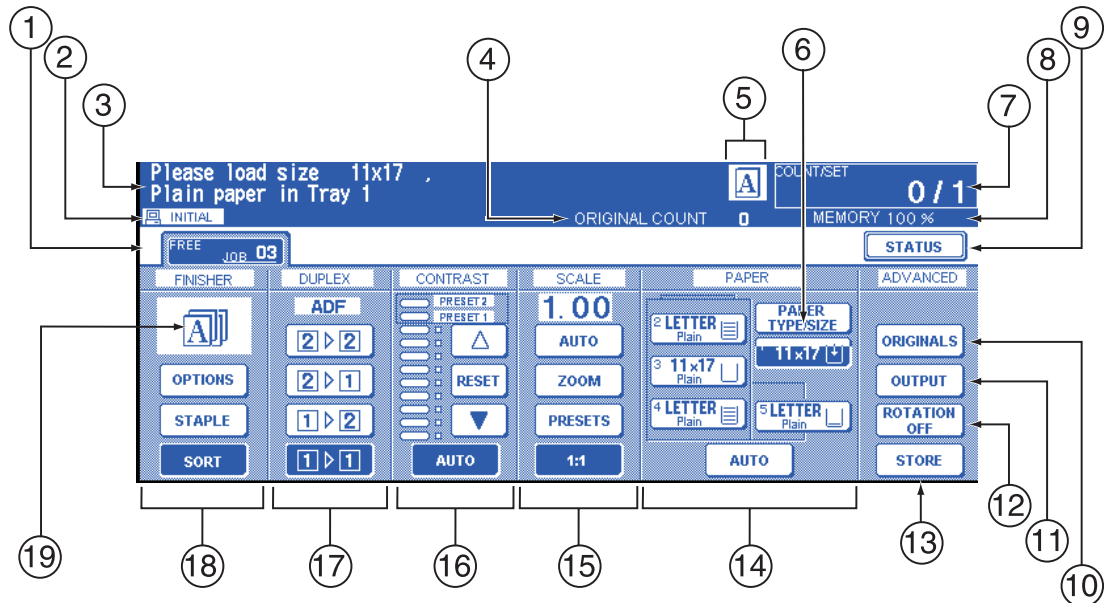 1
2
3
4
5
6
7
8
9
Please load size 11x17 ,
Plain paper in Tray 1
A
COUNT/SET
0 / 1
INITIAL
ORIGINAL COUNT 0
MEMORY 100 %
FREE
JOB 03
STATUS
FINISHER
DUPLEX
CONTRAST
SCALE
PAPER
ADVANCED
A
OPTIONS
STAPLE
SORT
ADF
2 ▷ 2
2 ▷ 1
1 ▷ 2
1 ▷ 1
PRESET 2
PRESET 1
△
RESET
▼
AUTO
1.00
AUTO
ZOOM
PRESETS
1:1
2 LETTER
Plain
3 11x17
Plain
4 LETTER
Plain
PAPER
TYPE/SIZE
11x17
5 LETTER
Plain
AUTO
ORIGINALS
OUTPUT
ROTATION
OFF
STORE
19
18
17
16
15
14
13
12
11
10